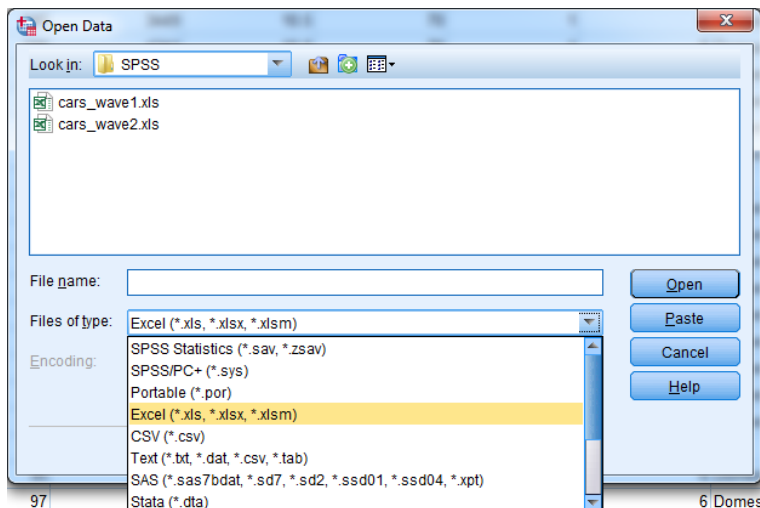 Open Data
Look in: SPSS
cars_wave1.xls
cars_wave2.xls
File name:
Open
Files of type: Excel (*.xls, *.xlsx, *.xlsm)
Paste
SPSS Statistics (*.sav, *.zsav)
Encoding:
Cancel
SPSS/PC+ (*.sys)
Portable (*.por)
Help
Excel (*.xls, *.xlsx, *.xlsm)
CSV (*.csv)
Text (*.txt, *.dat, *.csv, *.tab)
SAS (*.sas7bdat, *.sd7, *.sd2, *.ssd01, *.ssd04, *.xpt)
97 Stata (*.dta) 6 Domes